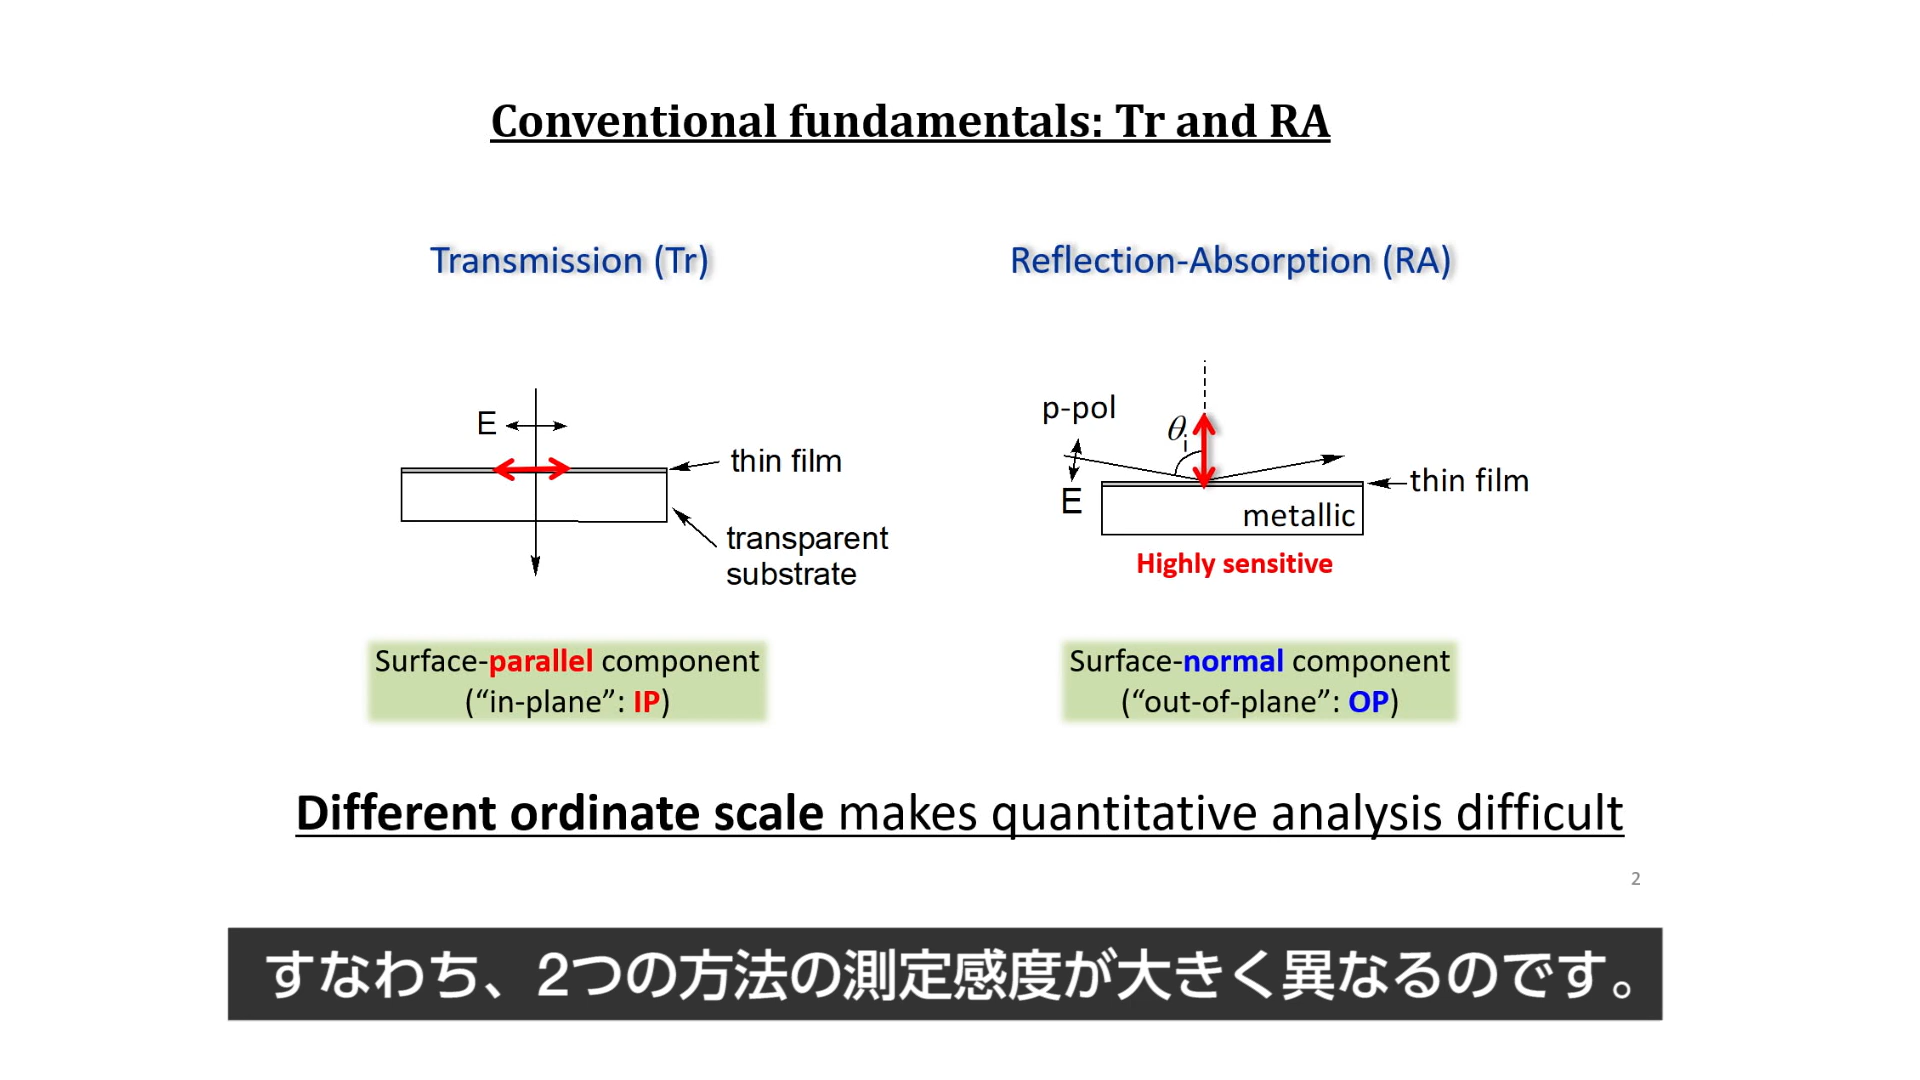 Conventional fundamentals: Tr and RA
Transmission (Tr)
Reflection-Absorption (RA)
E
thin film
transparent
substrate
p-pol
θi
E
thin film
metallic
Highly sensitive
Surface-parallel component
(“in-plane”: IP)
Surface-normal component
(“out-of-plane”: OP)
Different ordinate scale makes quantitative analysis difficult
2
すなわち、2つの方法の測定感度が大きく異なるのです。